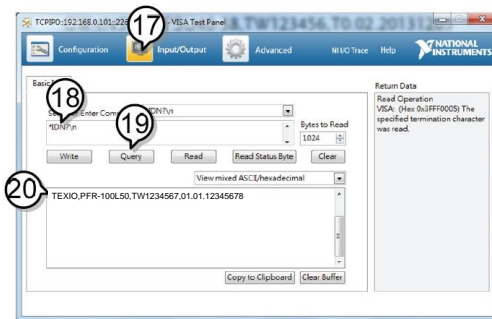 TCPIP0::192.168.0.101::226 - VISA Test Panel
17
Configuration Input/Output Advanced NI I/O Trace Help NATIONAL INSTRUMENTS
Return Data
Read Operation
VISA: (Hex 0x3FFF0005) The
specified termination character
was read.
18
19
*IDN?\n
Bytes to Read
*IDN?\n
1024
Write Query Read Read Status Byte Clear
View mixed ASCII/hexadecimal
20
TEXIO,PFR-100L50,TW1234567,01.01.12345678
Copy to Clipboard Clear Buffer